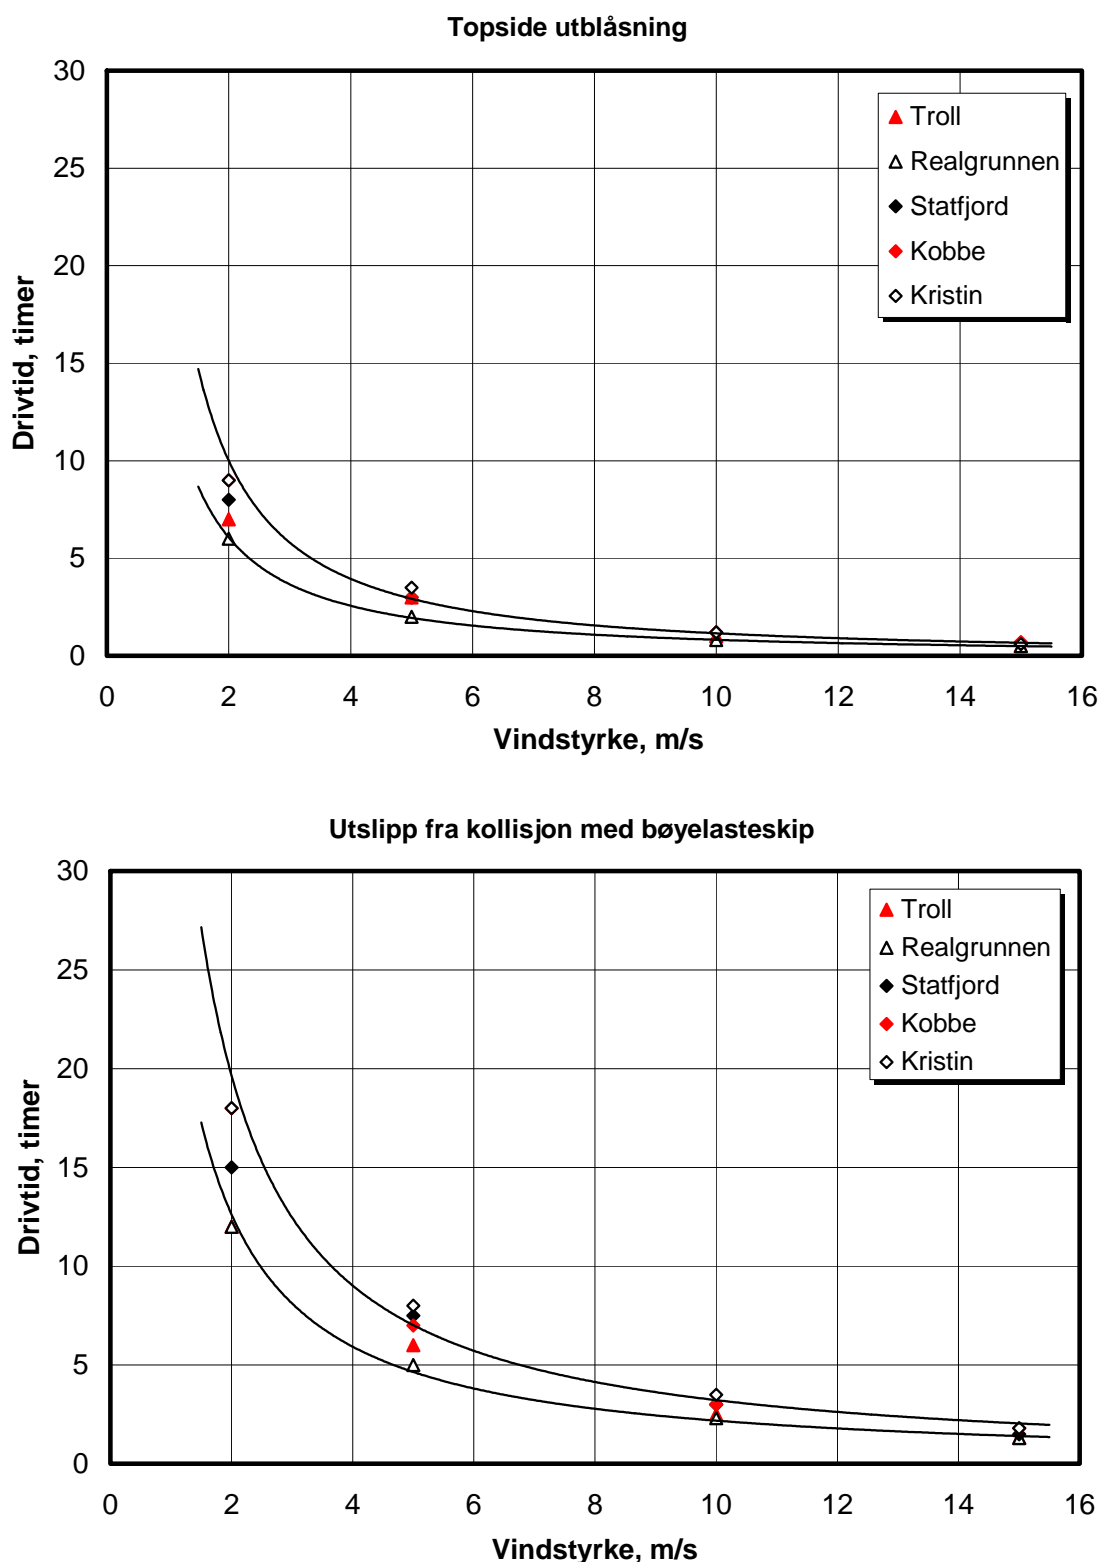 Topside utblåsning
30
25
20
15
10
5
0
Drivtid, timer
Troll
Realgrunnen
Statfjord
Kobbe
Kristin
0 2 4 6 8 10 12 14 16
Vindstyrke, m/s
Utslipp fra kollisjon med bøyelasteskip
30
25
20
15
10
5
0
Drivtid, timer
Troll
Realgrunnen
Statfjord
Kobbe
Kristin
0 2 4 6 8 10 12 14 16
Vindstyrke, m/s